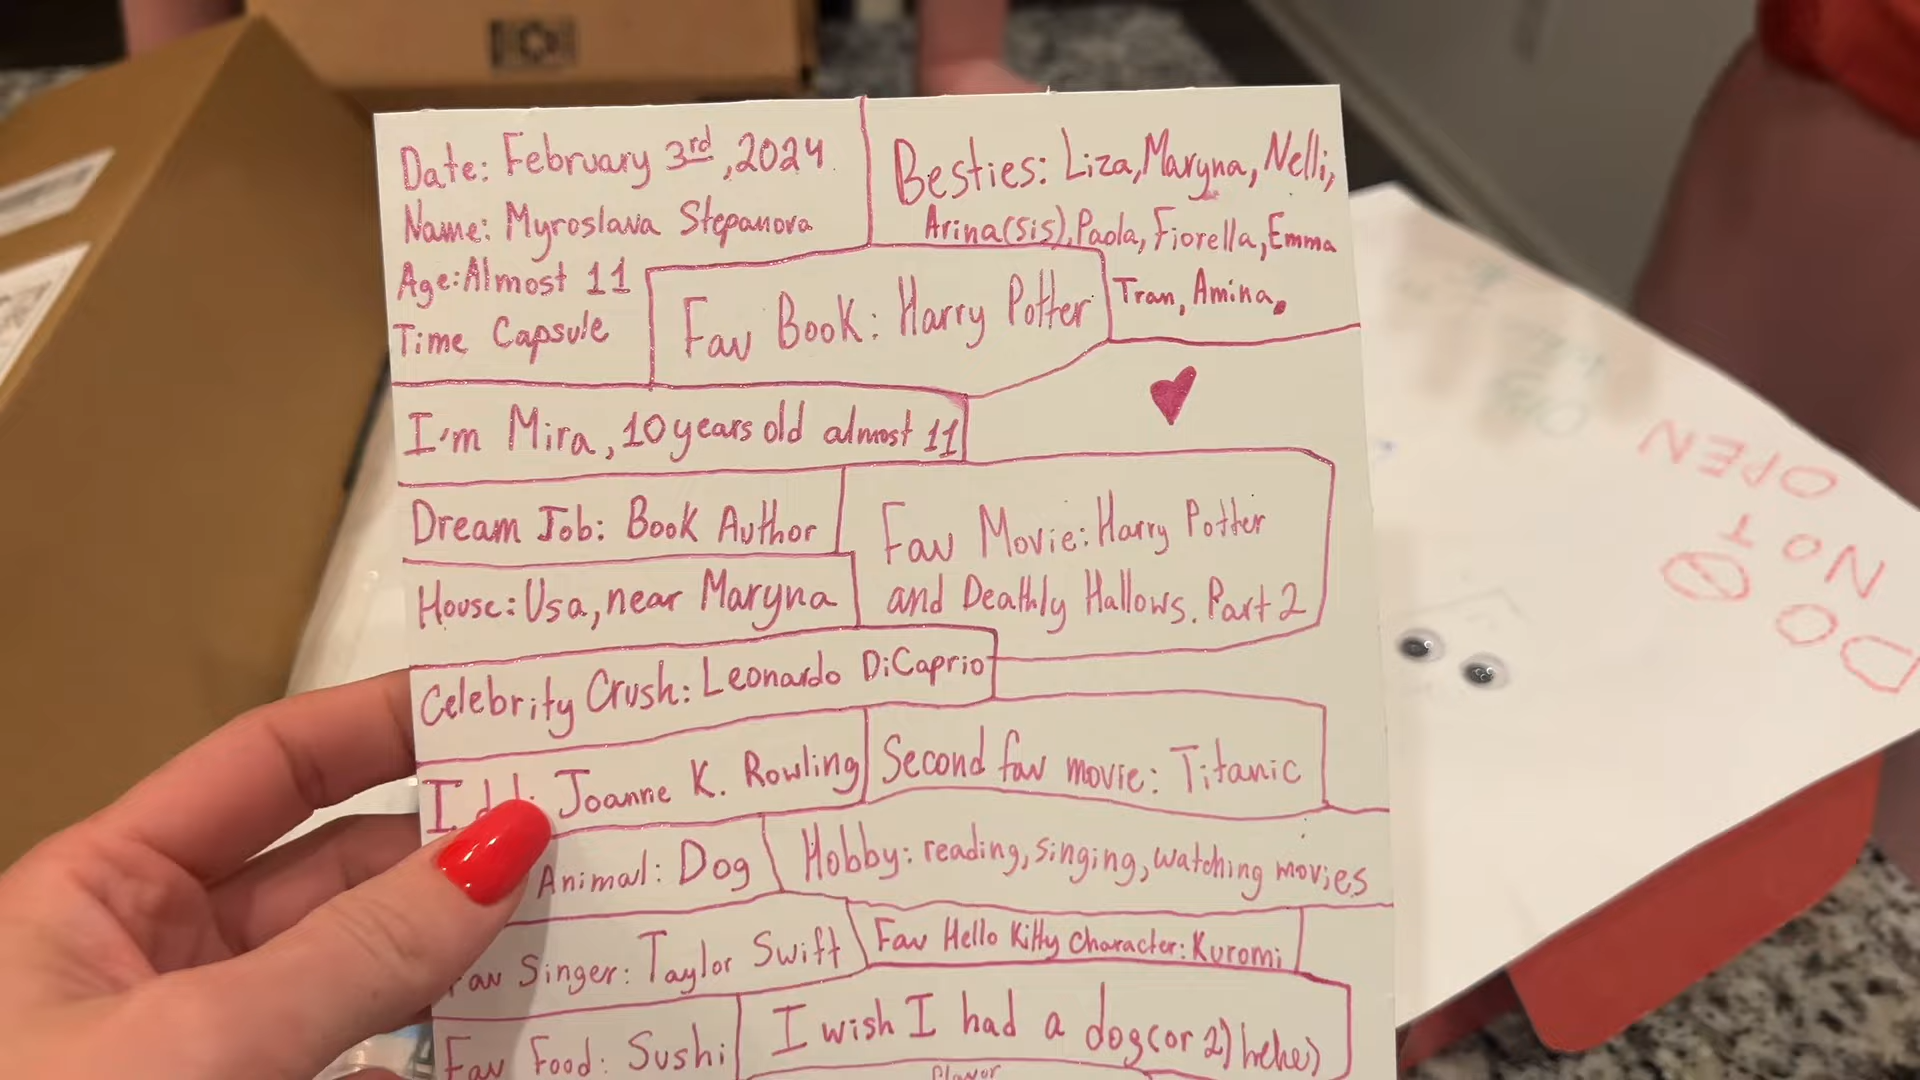 Date: February 3rd, 2024
Name: Myroslava Stepanova
Age: Almost 11
Time Capsule
Besties: Liza, Maryna, Nelli,
Arina (sis), Paola, Fiorella, Emma
Tran, Amina.
Fav Book: Harry Potter
I'm Mira, 10 years old almost 11
Dream Job: Book Author
Fav Movie: Harry Potter
and Deathly Hallows. Part 2
House: Usa, near Maryna
Celebrity Crush: Leonardo DiCaprio
Joanne K. Rowling
Second fav movie: Titanic
Animal: Dog
Hobby: reading, singing, watching movies
Fav Singer: Taylor Swift
Fav Hello Kitty Character: Kuromi
Fav Food: Sushi
I wish I had a dog (or 2) hehe)
Flavor
DO
NOT
OPEN